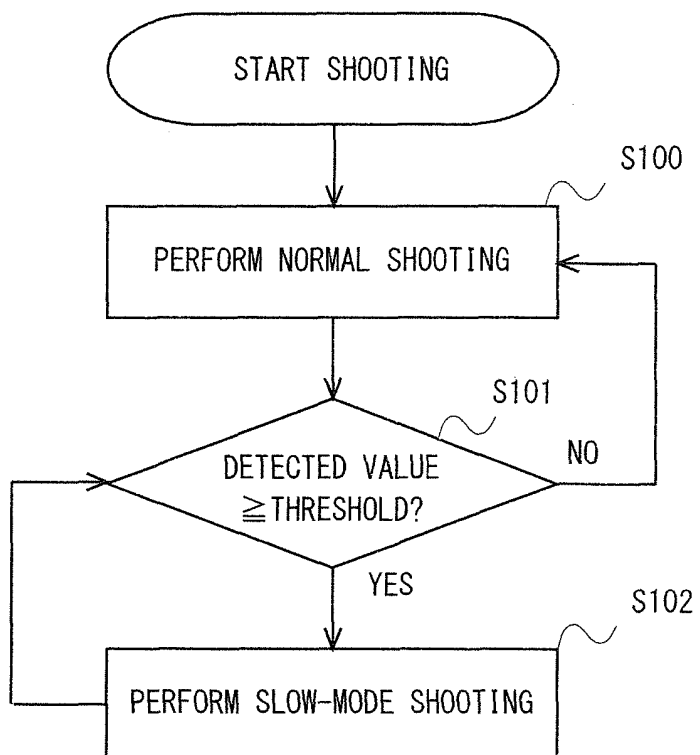 START SHOOTING
S100
PERFORM NORMAL SHOOTING
S101
DETECTED VALUE
≧THRESHOLD?
NO
YES
S102
PERFORM SLOW-MODE SHOOTING